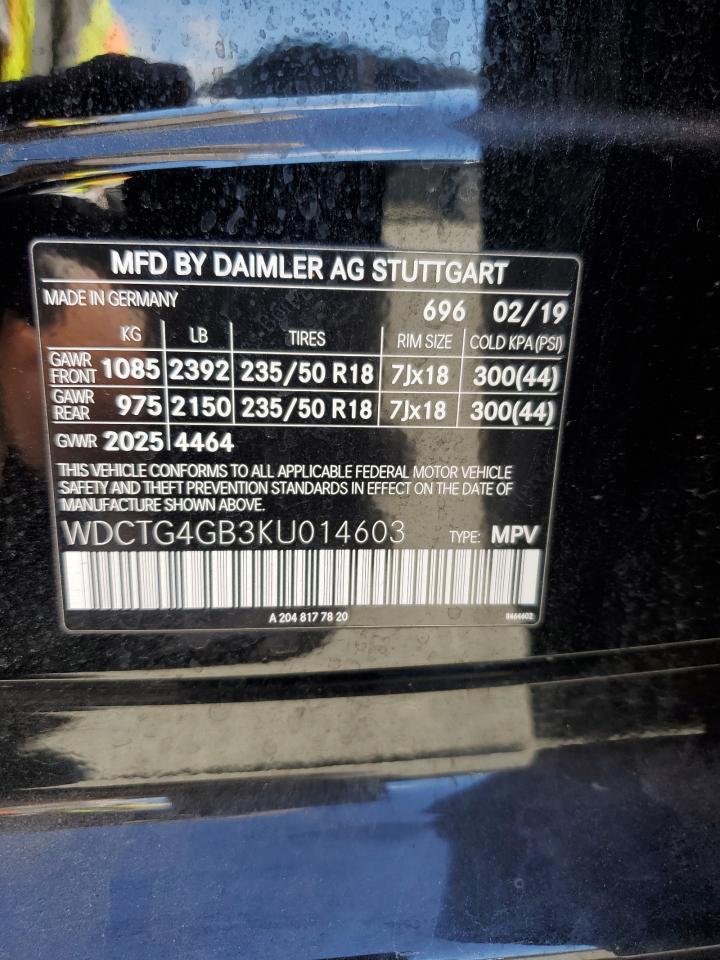 MFD BY DAIMLER AG STUTTGART
MADE IN GERMANY 696 02/19
KG LB TIRES RIM SIZE COLD KPA (PSI)
GAWR FRONT 1085 2392 235/50 R18 7Jx18 300(44)
GAWR REAR 975 2150 235/50 R18 7Jx18 300(44)
GVWR 2025 4464
THIS VEHICLE CONFORMS TO ALL APPLICABLE FEDERAL MOTOR VEHICLE
SAFETY AND THEFT PREVENTION STANDARDS IN EFFECT ON THE DATE OF
MANUFACTURE SHOWN ABOVE.
WDCTG4GB3KU014603 TYPE: MPV
A 204 817 78 20